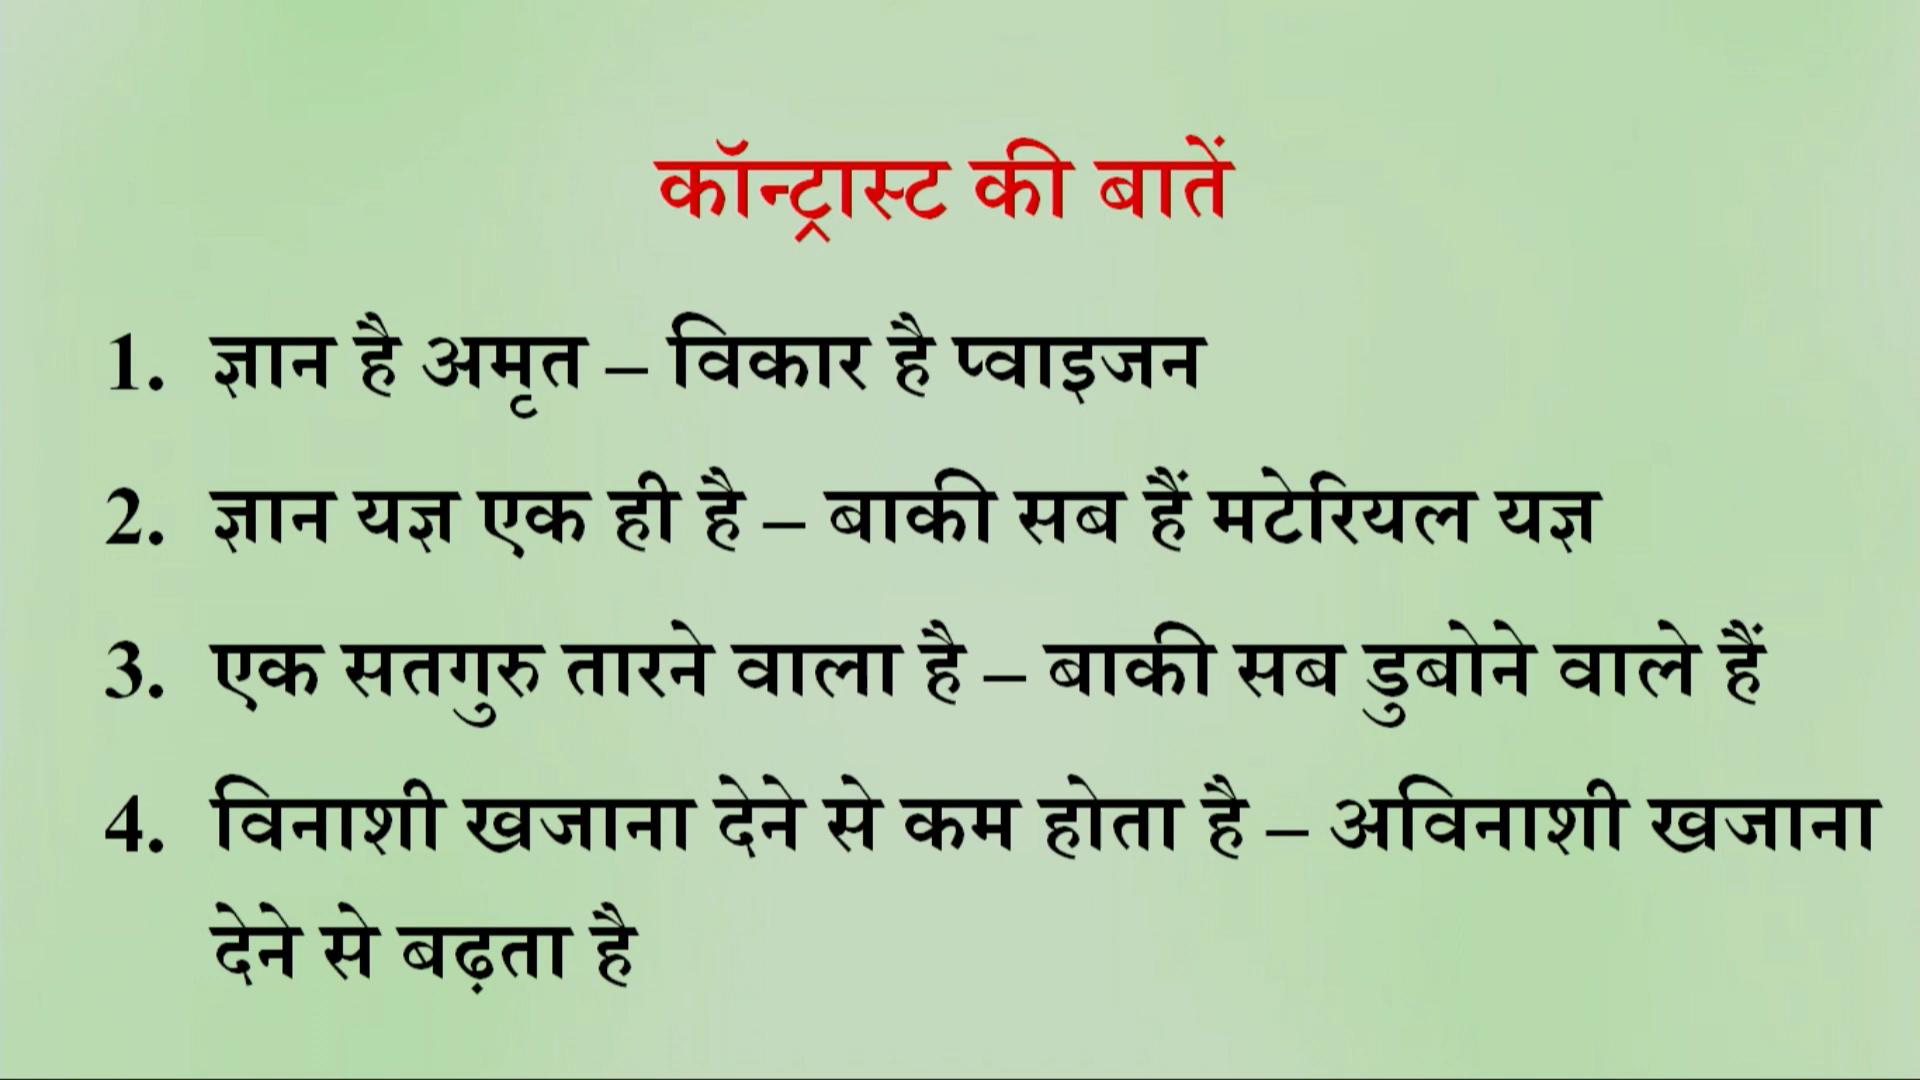 कॉन्ट्रास्ट की बातें
1. ज्ञान है अमृत – विकार है प्वाइजन
2. ज्ञान यज्ञ एक ही है – बाकी सब हैं मटेरियल यज्ञ
3. एक सतगुरु तारने वाला है – बाकी सब डुबोने वाले हैं
4. विनाशी खजाना देने से कम होता है – अविनाशी खजाना
देने से बढ़ता है